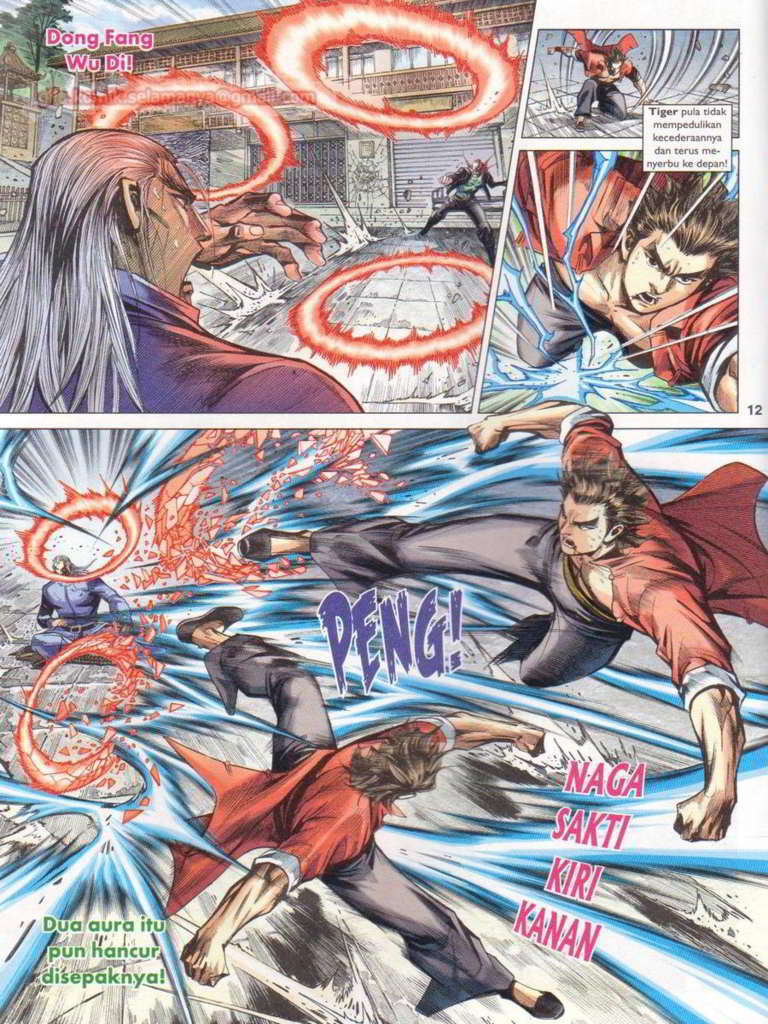 Dong Fang
Wu Di!
Tiger pula tidak
mempedulikan
kecederaannya
dan terus me-
nyerbu ke depan!
12
PENG!
NAGA
SAKTI
KIRI
KANAN
Dua aura itu
pun hancur
disepaknya!